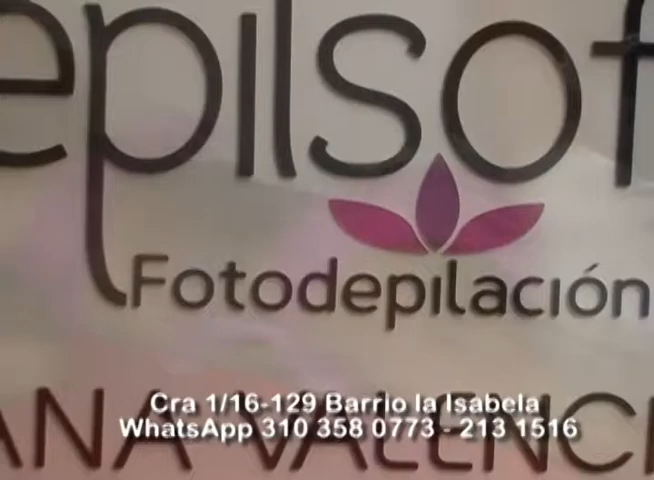 epilsof
Fotodepilación
ANA VALENCI
Cra 1/16-129 Barrio la Isabela
WhatsApp 310 358 0773 - 213 1516